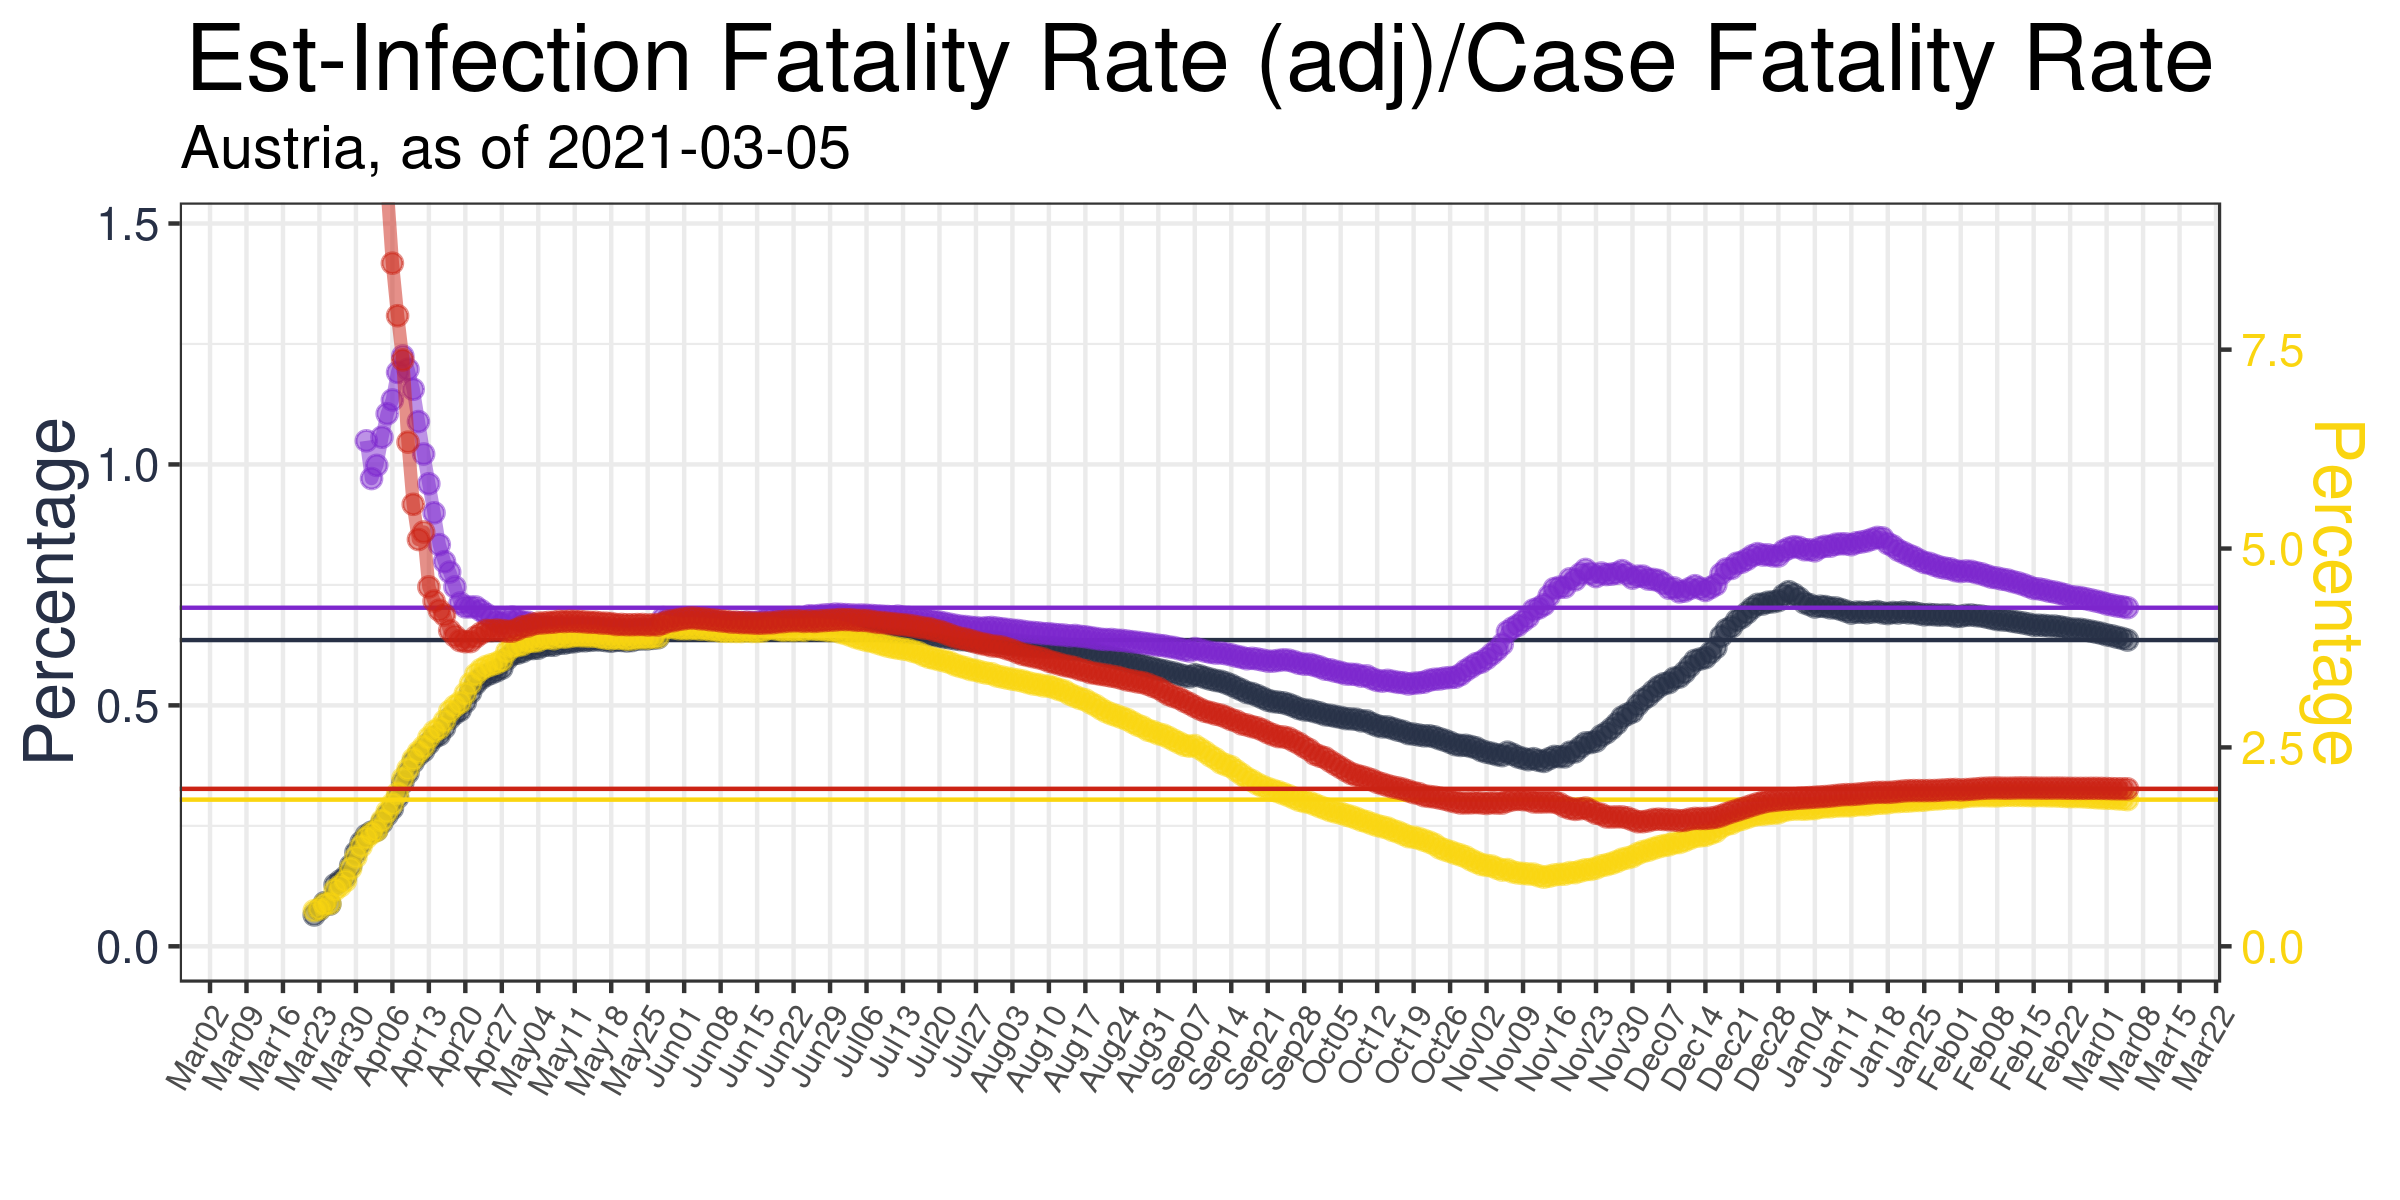 Est-Infection Fatality Rate (adj)/Case Fatality Rate
Austria, as of 2021-03-05
Percentage
1.5
1.0
0.5
0.0
7.5
5.0
2.5
0.0
Percentage
Mar02 Mar09 Mar16 Mar23 Mar30 Apr06 Apr13 Apr20 Apr27 May04 May11 May18 May25 Jun01 Jun08 Jun15 Jun22 Jun29 Jul06 Jul13 Jul20 Jul27 Aug03 Aug10 Aug17 Aug24 Aug31 Sep07 Sep14 Sep21 Sep28 Oct05 Oct12 Oct19 Oct26 Nov02 Nov09 Nov16 Nov23 Nov30 Dec07 Dec14 Dec21 Dec28 Jan04 Jan11 Jan18 Jan25 Feb01 Feb08 Feb15 Feb22 Mar01 Mar08 Mar15 Mar22